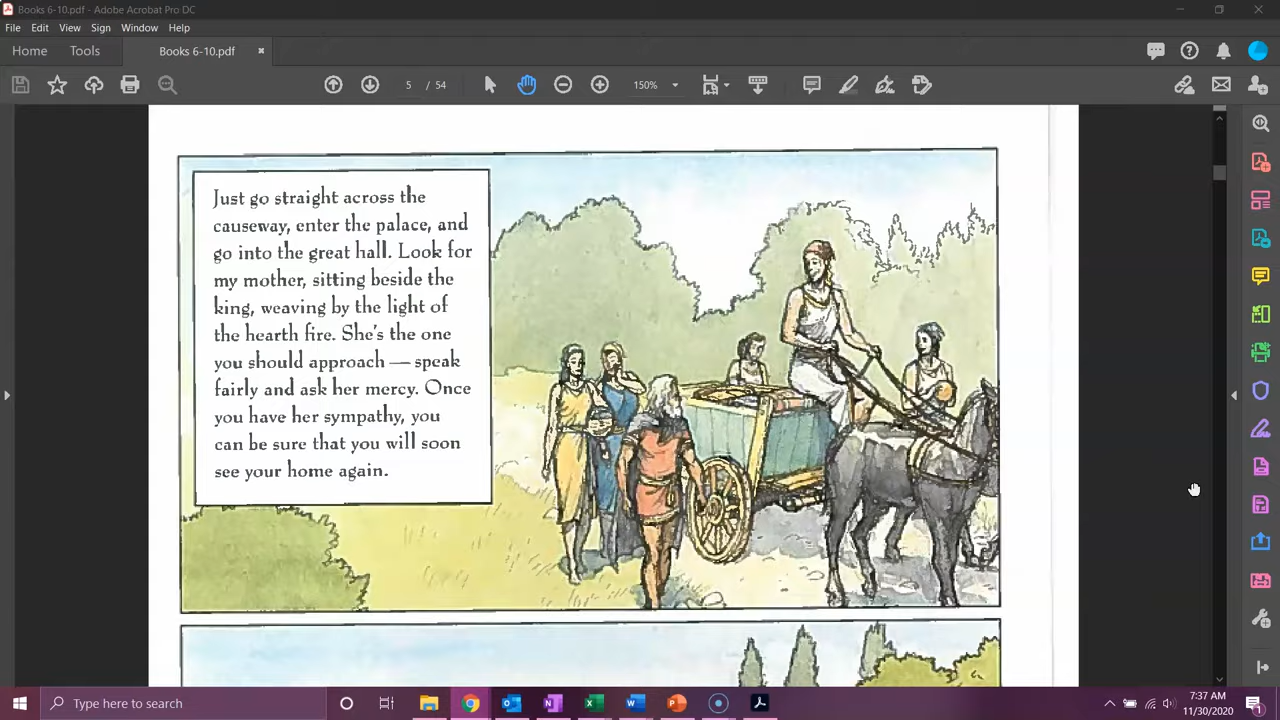 Books 6-10.pdf - Adobe Acrobat Pro DC
File Edit View Sign Window Help
Home Tools Books 6-10.pdf
5 / 54 150%
Just go straight across the
causeway, enter the palace, and
go into the great hall. Look for
my mother, sitting beside the
king, weaving by the light of
the hearth fire. She's the one
you should approach — speak
fairly and ask her mercy. Once
you have her sympathy, you
can be sure that you will soon
see your home again.
Type here to search
7:37 AM
11/30/2020
1